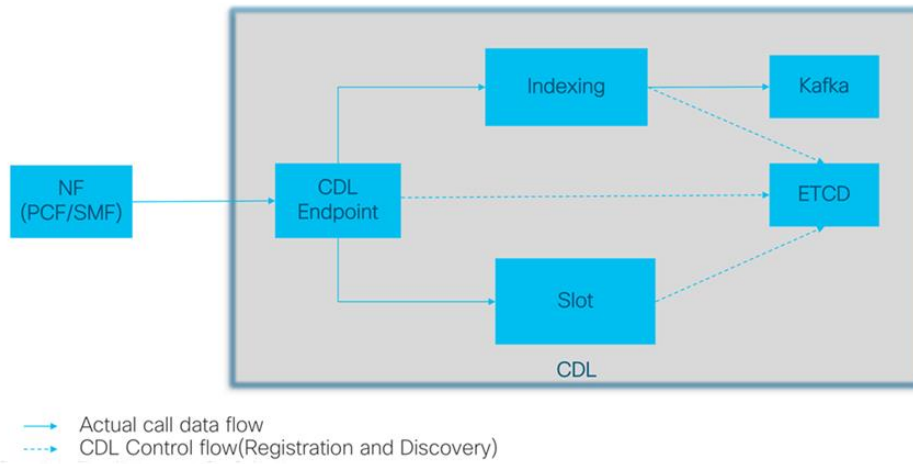 Indexing
Kafka
NF
(PCF/SMF)
CDL
Endpoint
ETCD
Slot
CDL
Actual call data flow
CDL Control flow(Registration and Discovery)